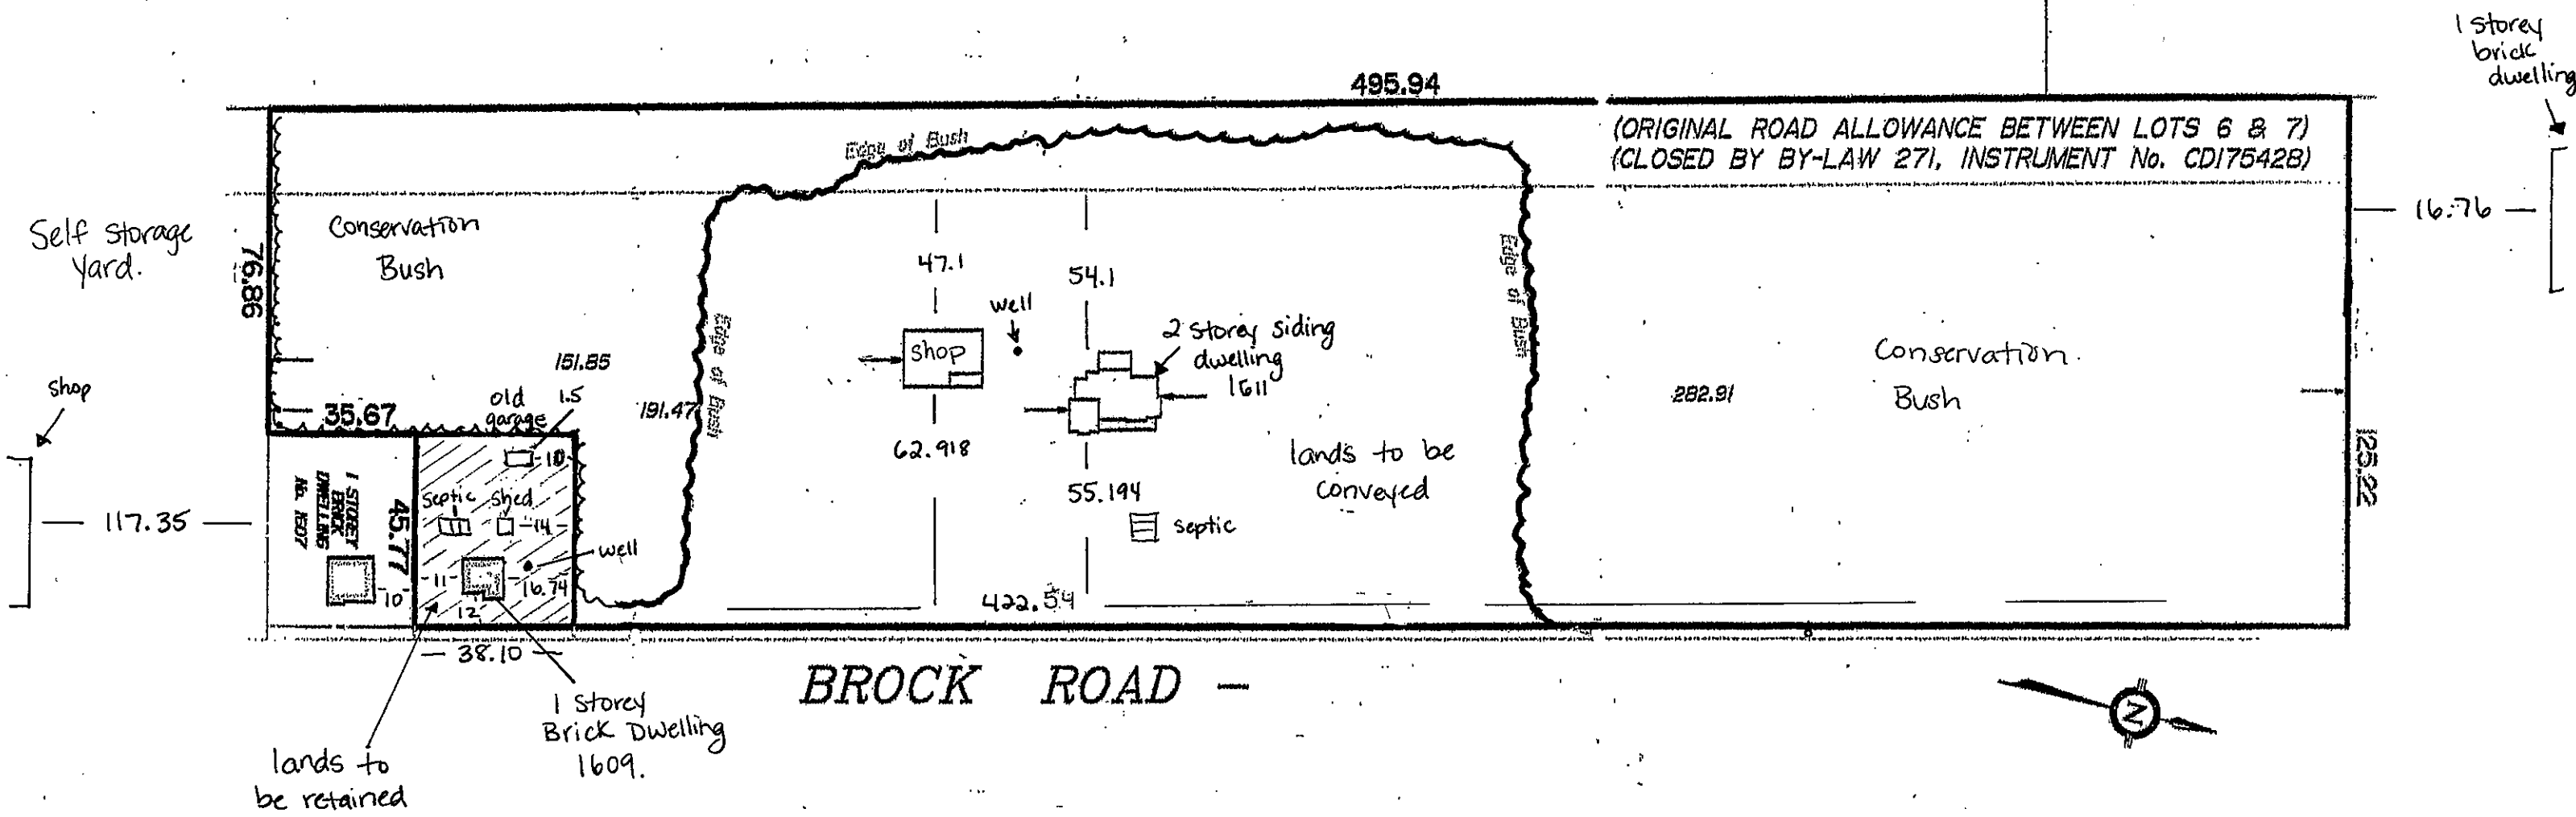 1 storey
brick
dwelling
495.94
(ORIGINAL ROAD ALLOWANCE BETWEEN LOTS 6 & 7)
(CLOSED BY BY-LAW 271, INSTRUMENT No. CD175428)
Edge of Bush
Self Storage
Yard.
76.86
Conservation
Bush
47.1
54.1
well
Edge of Bush
16.76
shop
2 storey siding
dwelling
1611
Conservation
Bush
151.85
Edge of Bush
282.91
shop
35.67
old
garage
1.5
191.47
62.918
lands to be
conveyed
125.22
10
1 STOREY
BRICK
DWELLING
No. 1607
45.77
septic
shed
14
55.194
septic
117.35
well
11
16.74
10
12
422.54
38.10
BROCK ROAD -
1 storey
Brick Dwelling
1609.
lands to
be retained
N